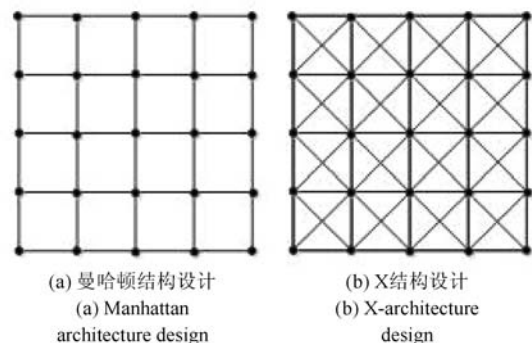 (a) 曼哈顿结构设计
(a) Manhattan
architecture design
(b) X结构设计
(b) X-architecture
design